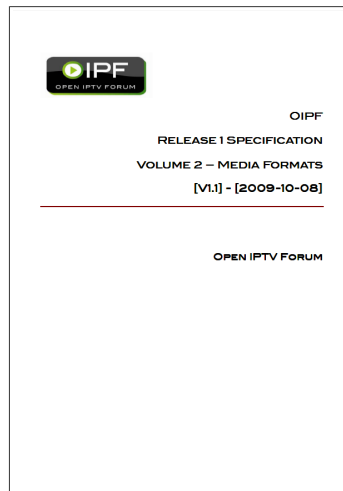 OIPF
OPEN IPTV FORUM
OIPF
RELEASE 1 SPECIFICATION
VOLUME 2 – MEDIA FORMATS
[V1.1] - [2009-10-08]
OPEN IPTV FORUM